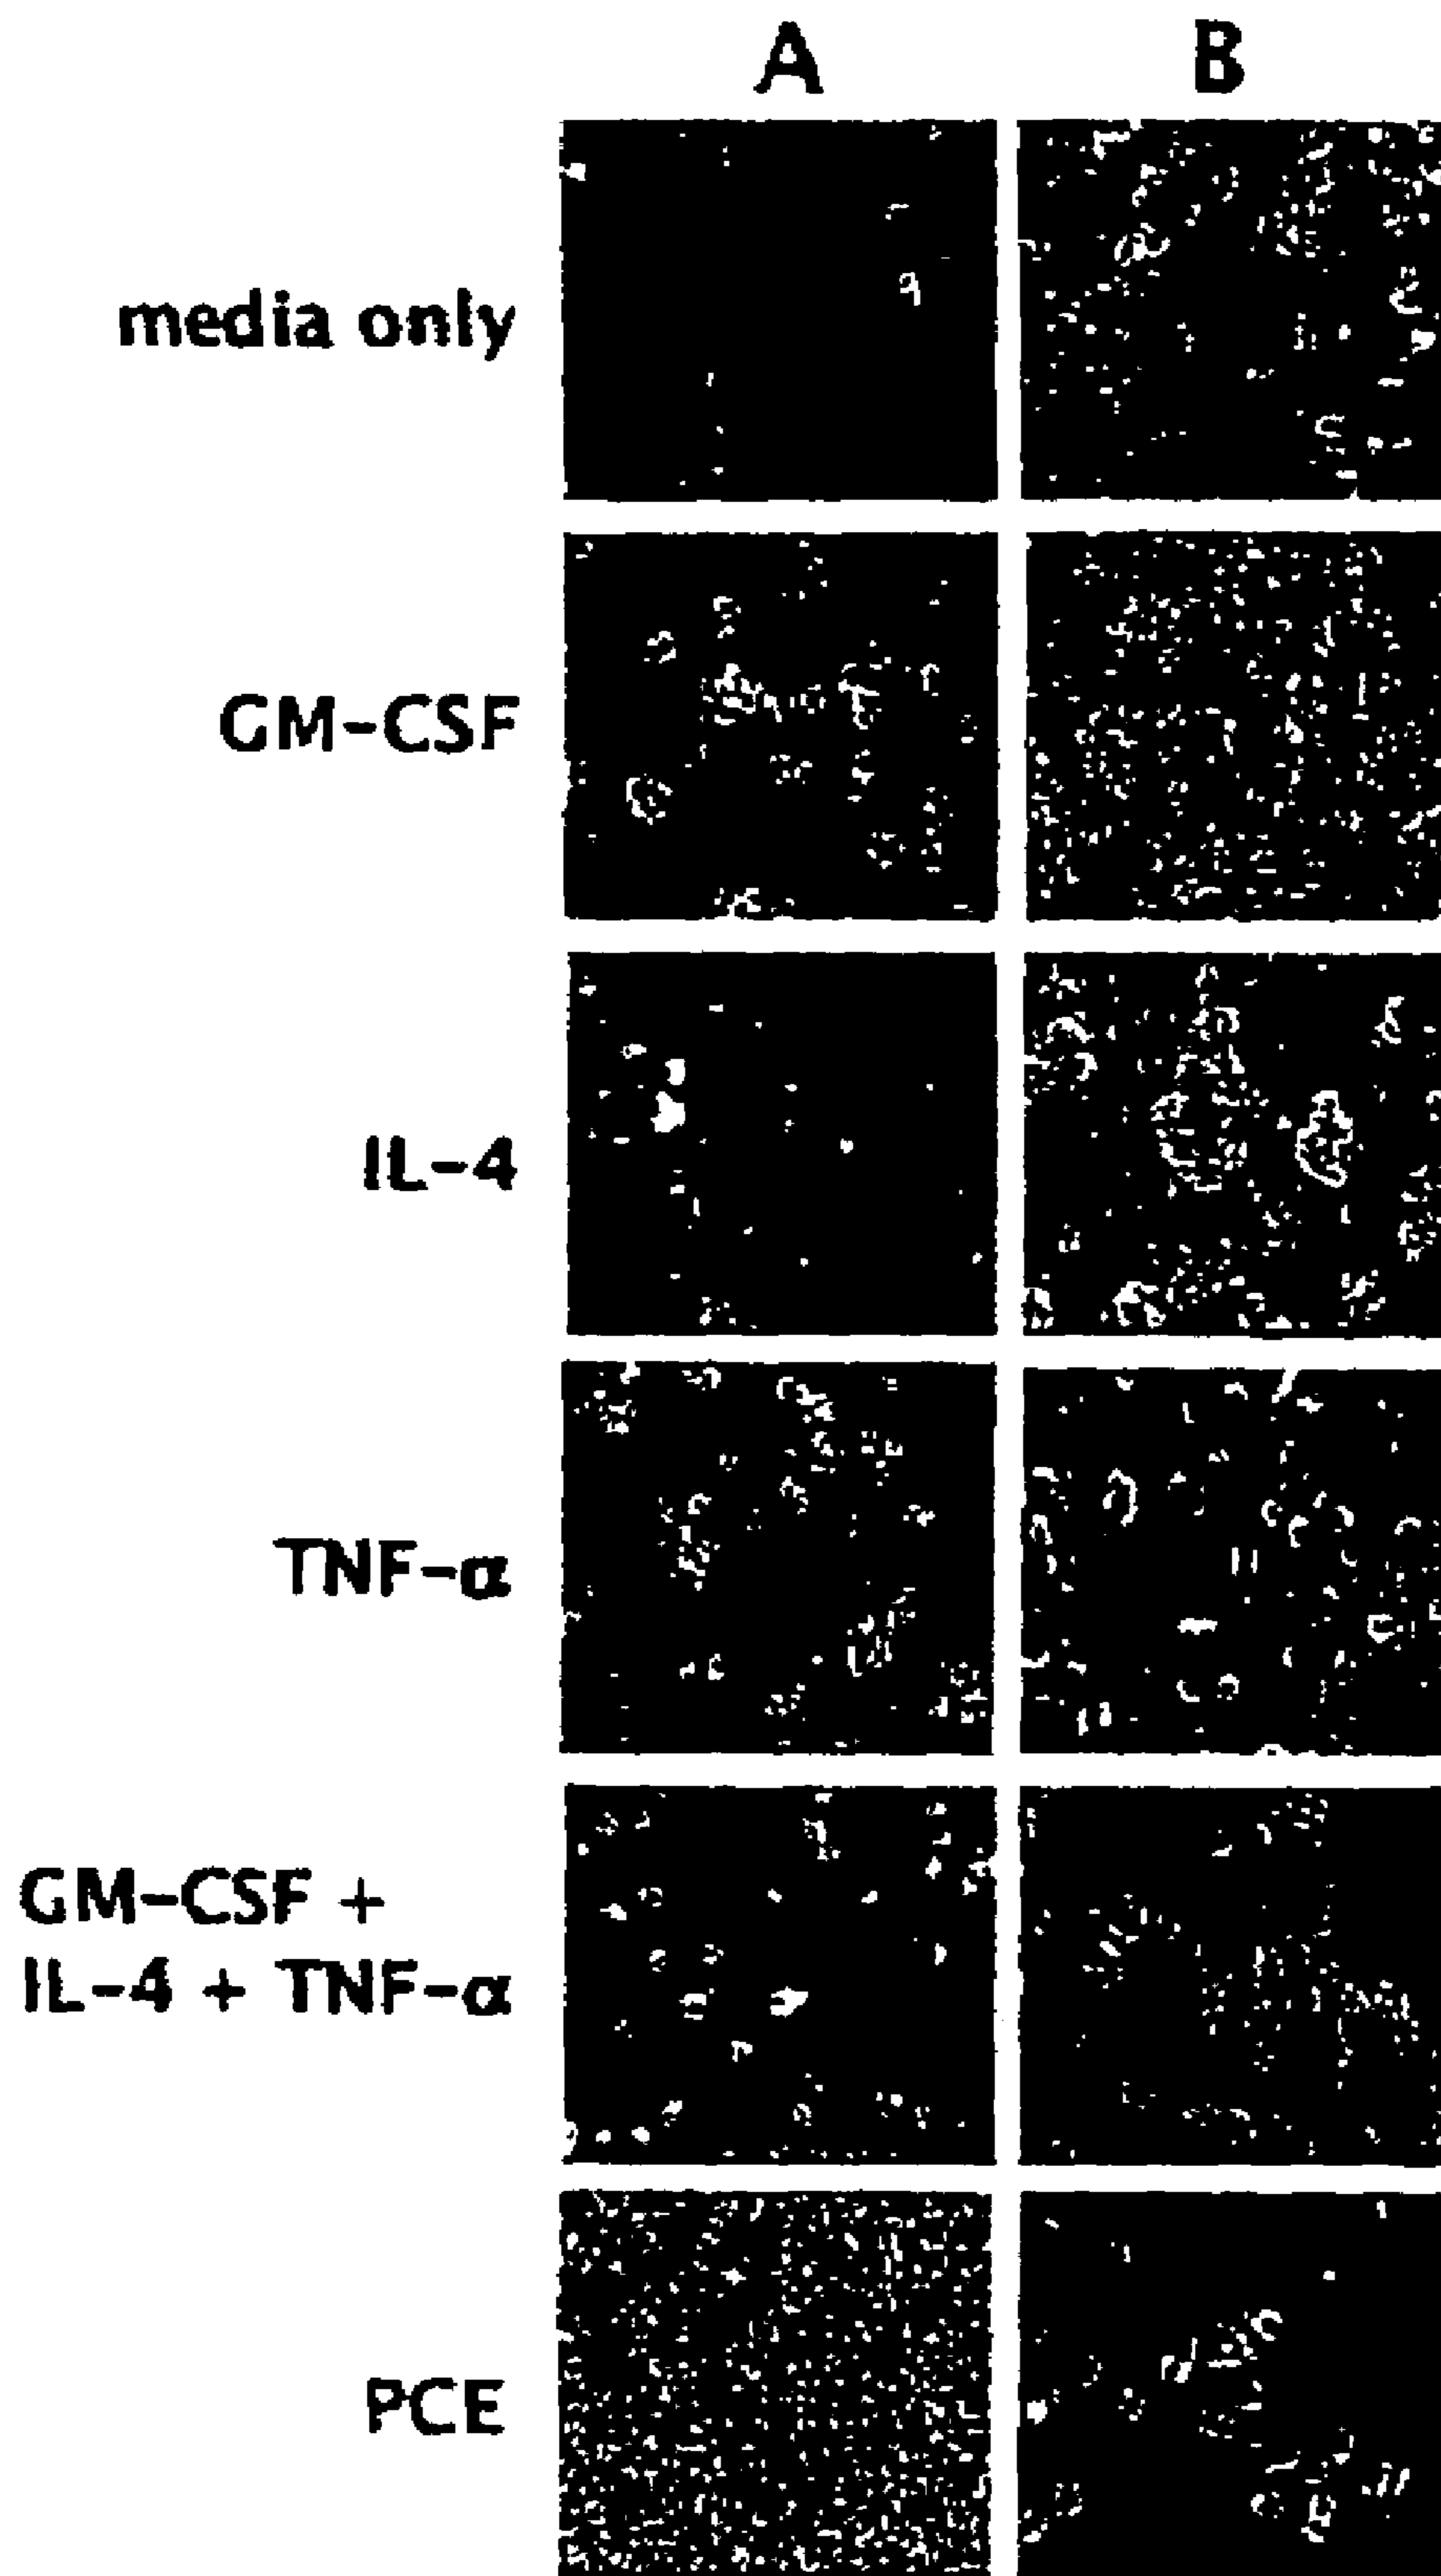 A B
media only
GM-CSF
IL-4
TNF-α
GM-CSF +
IL-4 + TNF-α
PCE